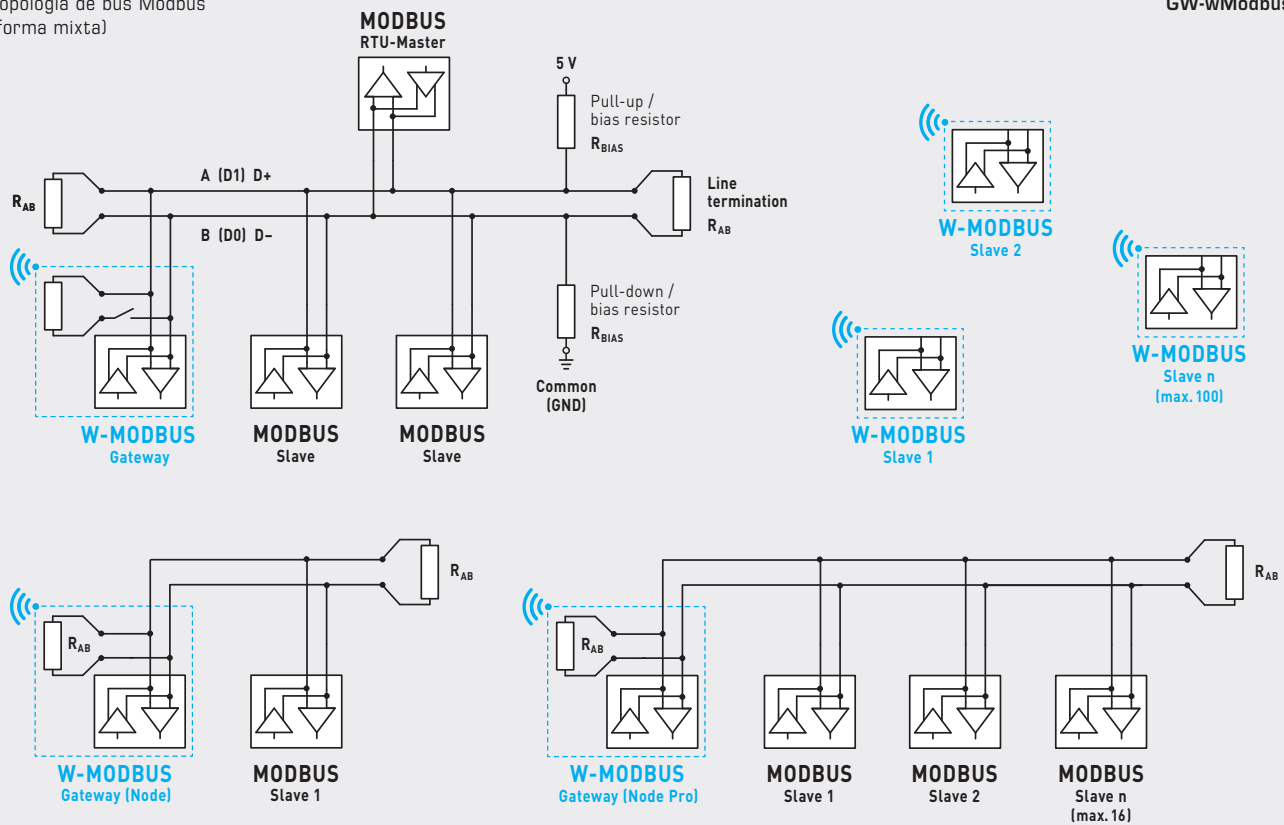 opología de bus Modbus
forma mixta)
GW-wModbus
MODBUS
RTU-Master
5 V
Pull-up /
bias resistor
RBIAS
A (D1) D+
RAB
B (D0) D–
Line
termination
RAB
Pull-down /
bias resistor
RBIAS
Common
(GND)
W-MODBUS
Gateway
MODBUS
Slave
MODBUS
Slave
W-MODBUS
Slave 2
W-MODBUS
Slave n
(max. 100)
W-MODBUS
Slave 1
RAB
RAB
W-MODBUS
Gateway (Node)
MODBUS
Slave 1
RAB
RAB
W-MODBUS
Gateway (Node Pro)
MODBUS
Slave 1
MODBUS
Slave 2
MODBUS
Slave n
(max. 16)